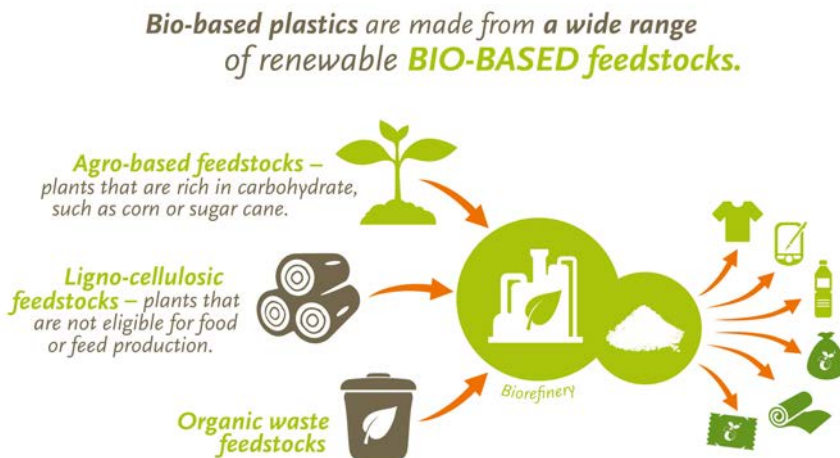 Bio-based plastics are made from a wide range
of renewable BIO-BASED feedstocks.
Agro-based feedstocks –
plants that are rich in carbohydrate,
such as corn or sugar cane.
Ligno-cellulosic
feedstocks – plants that
are not eligible for food
or feed production.
Organic waste
feedstocks
Biorefinery